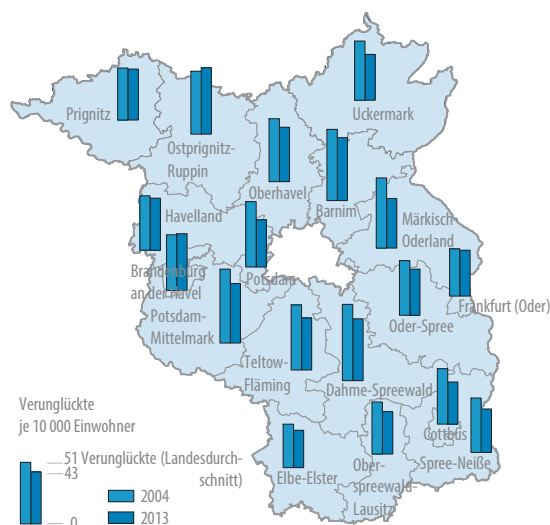 Prignitz
Ostprignitz-
Ruppin
Uckermark
Oberhavel
Barnim
Havelland
Märkisch-
Oderland
Brandenburg
an der Havel
Potsdam
Potsdam-
Mittelmark
Frankfurt (Oder)
Oder-Spree
Teltow-
Fläming
Dahme-Spreewald
Cottbus
Spree-Neiße
Elbe-Elster
Ober-
spreewald-
Lausitz
Verunglückte
je 10 000 Einwohner
51 Verunglückte (Landesdurch-
schnitt)
43
0
2004
2013